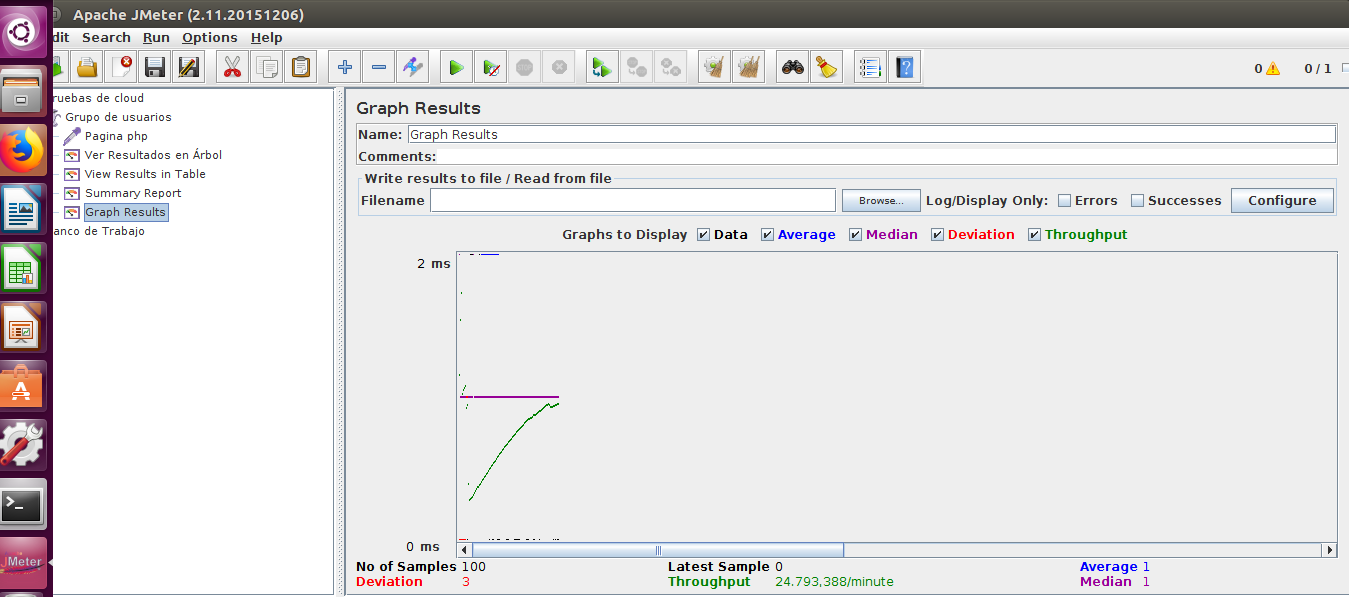 Apache JMeter (2.11.20151206)
dit Search Run Options Help
0 0 / 1
ruebas de cloud
Grupo de usuarios
Pagina php
Ver Resultados en Árbol
View Results in Table
Summary Report
Graph Results
anco de Trabajo
Graph Results
Name: Graph Results
Comments:
Write results to file / Read from file
Filename Browse... Log/Display Only: Errors Successes Configure
Graphs to Display Data Average Median Deviation Throughput
2 ms
0 ms
No of Samples 100 Latest Sample 0 Average 1
Deviation 3 Throughput 24.793,388/minute Median 1
JMeter